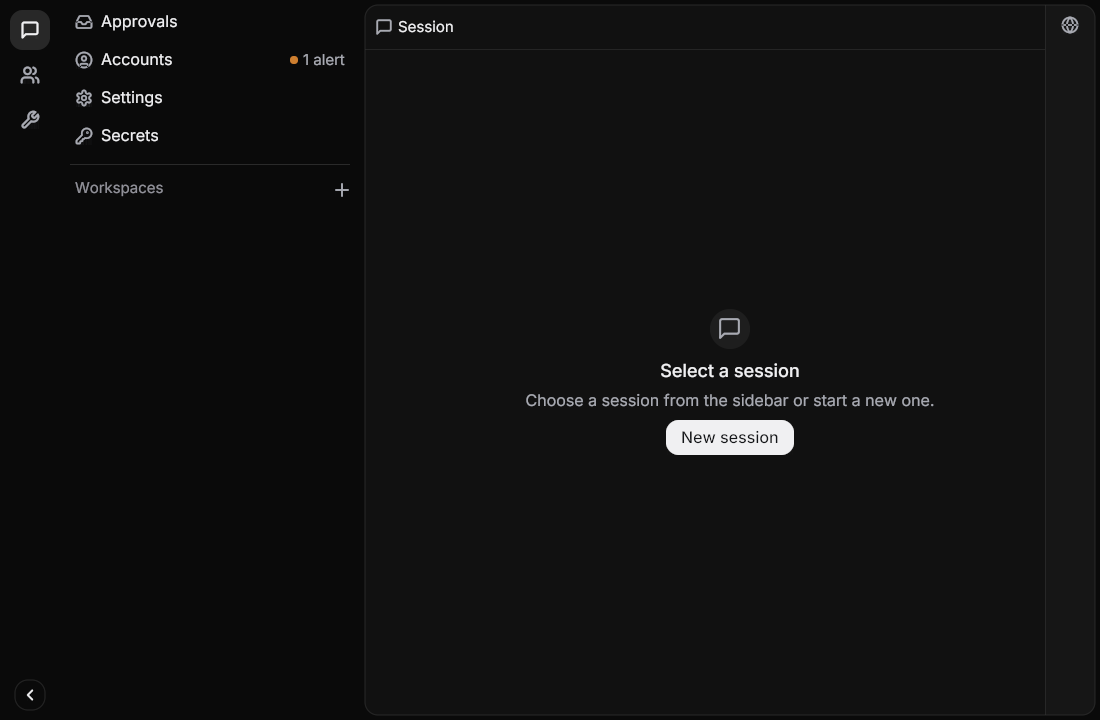 Approvals
Accounts
1 alert
Settings
Secrets
Workspaces
Session
Select a session
Choose a session from the sidebar or start a new one.
New session